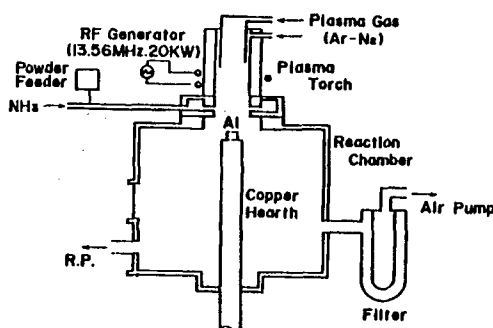 Plasma Gas
(Ar-N₂)
RF Generator
(13.56MHz.20KW)
Powder
Feeder
Plasma
Torch
NH₃
Al
Reaction
Chamber
Copper
Hearth
Air Pump
R.P.
Filter